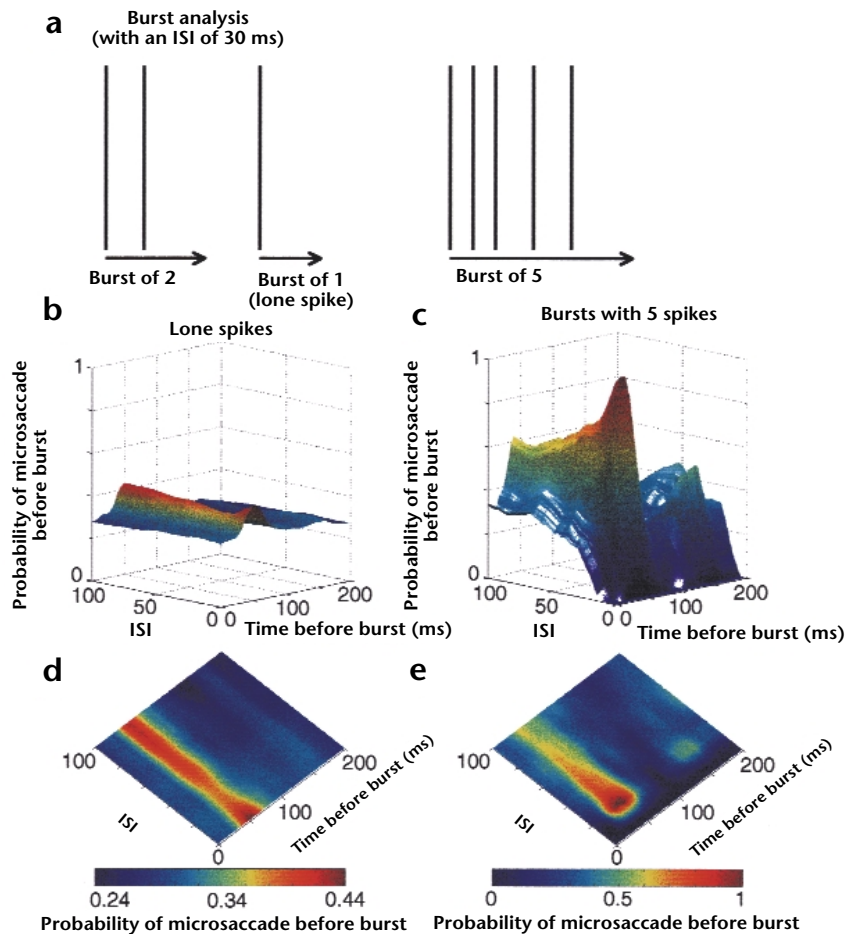 a
Burst analysis
(with an ISI of 30 ms)
Burst of 2
Burst of 1
(lone spike)
Burst of 5
b
Lone spikes
Probability of microsaccade
before burst
1
0
100
50
0 0
100
200
ISI
Time before burst (ms)
c
Bursts with 5 spikes
Probability of microsaccade
before burst
1
0
100
50
0 0
100
200
ISI
Time before burst (ms)
d
100
ISI
0
100
200
Time before burst (ms)
0.24
0.34
0.44
Probability of microsaccade before burst
e
100
ISI
0
100
200
Time before burst (ms)
0
0.5
1
Probability of microsaccade before burst